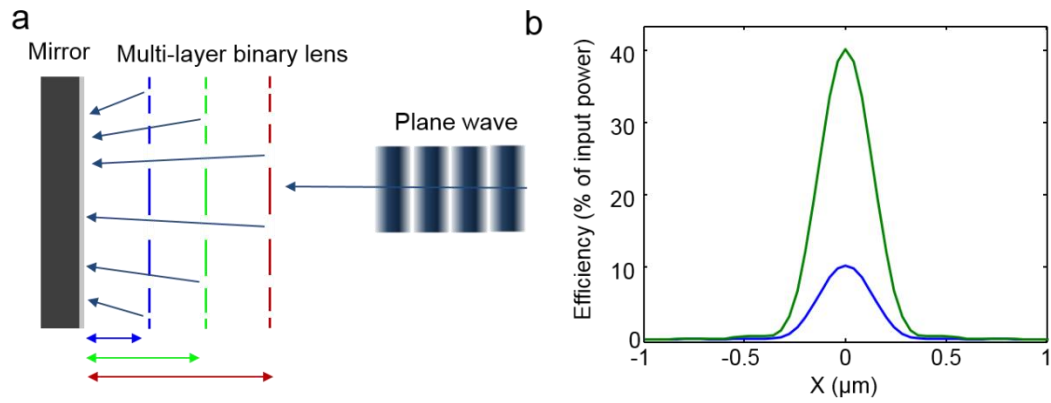 a
Mirror
Multi-layer binary lens
Plane wave
b
Efficiency (% of input power)
40
30
20
10
0
-1
-0.5
0
0.5
1
X (μm)